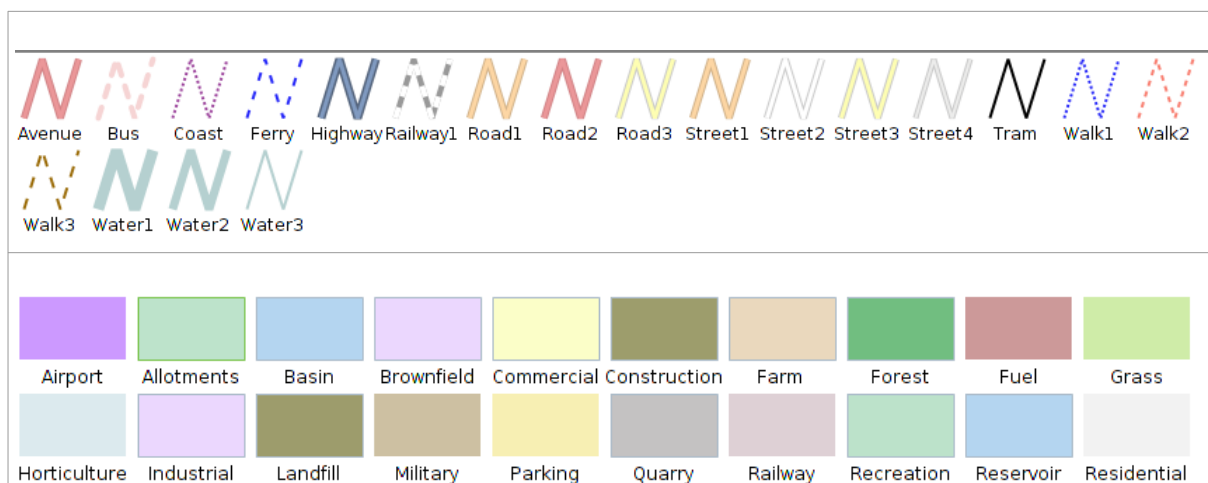 Avenue Bus Coast Ferry Highway Railway1 Road1 Road2 Road3 Street1 Street2 Street3 Street4 Tram Walk1 Walk2
Walk3 Water1 Water2 Water3
Airport Allotments Basin Brownfield Commercial Construction Farm Forest Fuel Grass
Horticulture Industrial Landfill Military Parking Quarry Railway Recreation Reservoir Residential